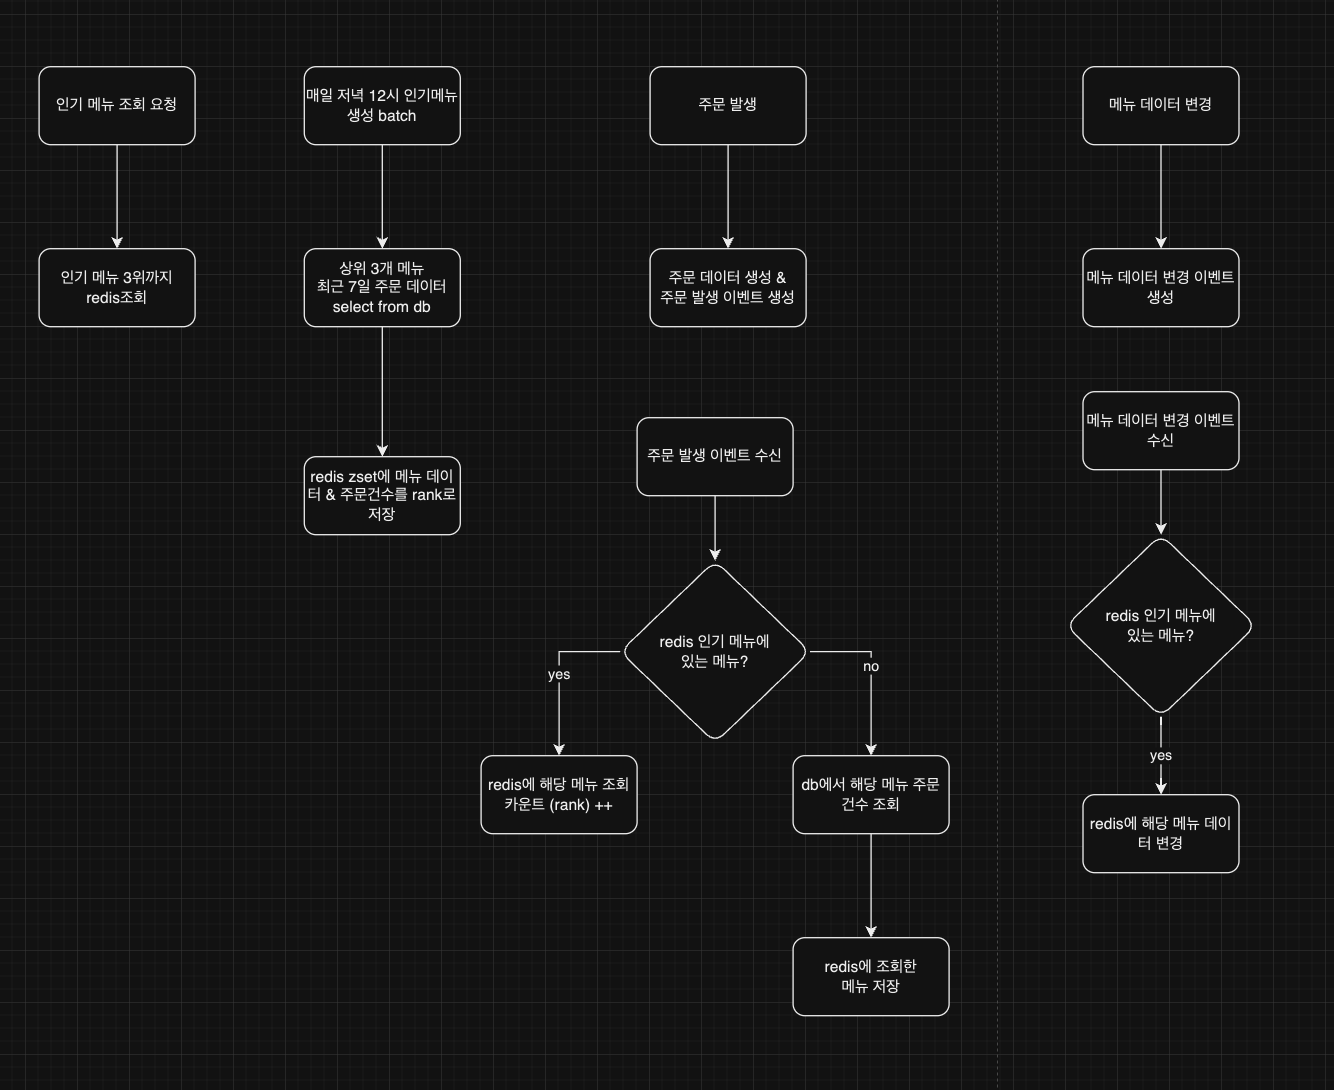 인기 메뉴 조회 요청
인기 메뉴 3위까지
redis조회
매일 저녁 12시 인기메뉴
생성 batch
상위 3개 메뉴
최근 7일 주문 데이터
select from db
redis zset에 메뉴 데이
터 & 주문건수를 rank로
저장
주문 발생
주문 데이터 생성 &
주문 발생 이벤트 생성
주문 발생 이벤트 수신
redis 인기 메뉴에
있는 메뉴?
yes
no
redis에 해당 메뉴 조회
카운트 (rank) ++
db에서 해당 메뉴 주문
건수 조회
redis에 조회한
메뉴 저장
메뉴 데이터 변경
메뉴 데이터 변경 이벤트
생성
메뉴 데이터 변경 이벤트
수신
redis 인기 메뉴에
있는 메뉴?
yes
redis에 해당 메뉴 데이
터 변경